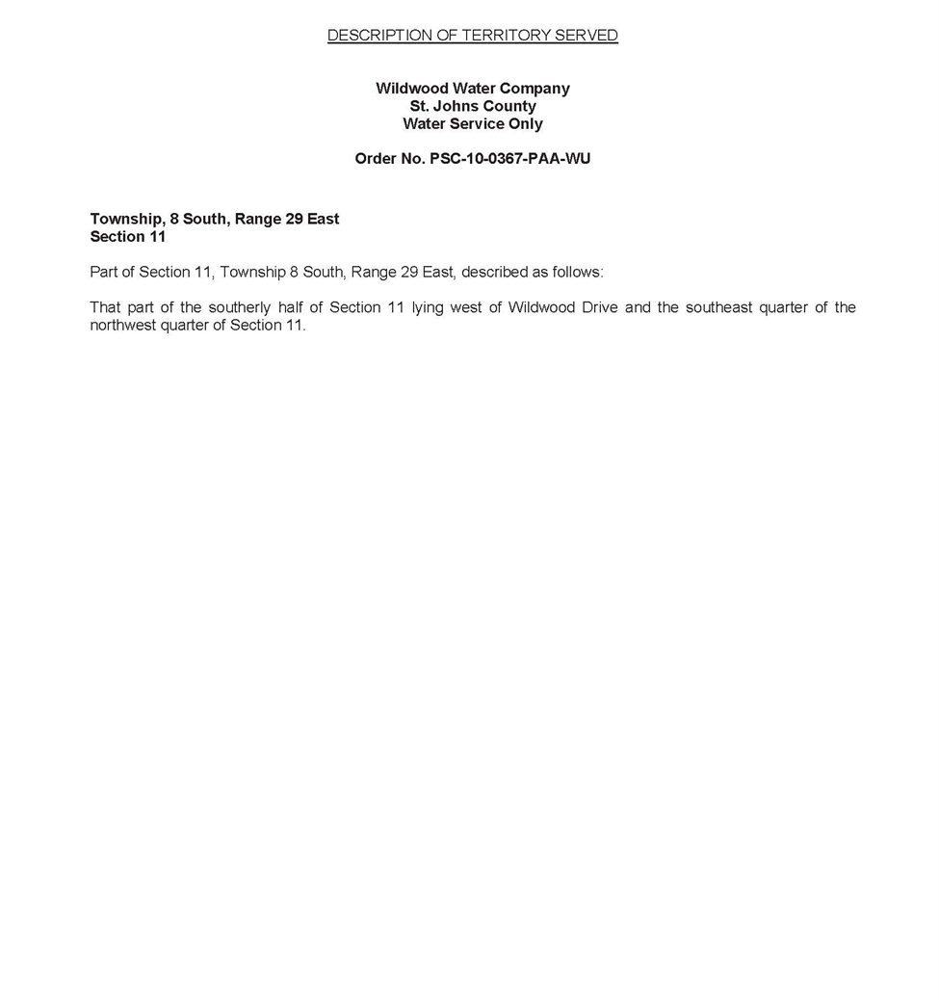 DESCRIPTION OF TERRITORY SERVED
Wildwood Water Company
St. Johns County
Water Service Only
Order No. PSC-10-0367-PAA-WU
Township, 8 South, Range 29 East
Section 11
Part of Section 11, Township 8 South, Range 29 East, described as follows:
That part of the southerly half of Section 11 lying west of Wildwood Drive and the southeast quarter of the
northwest quarter of Section 11.